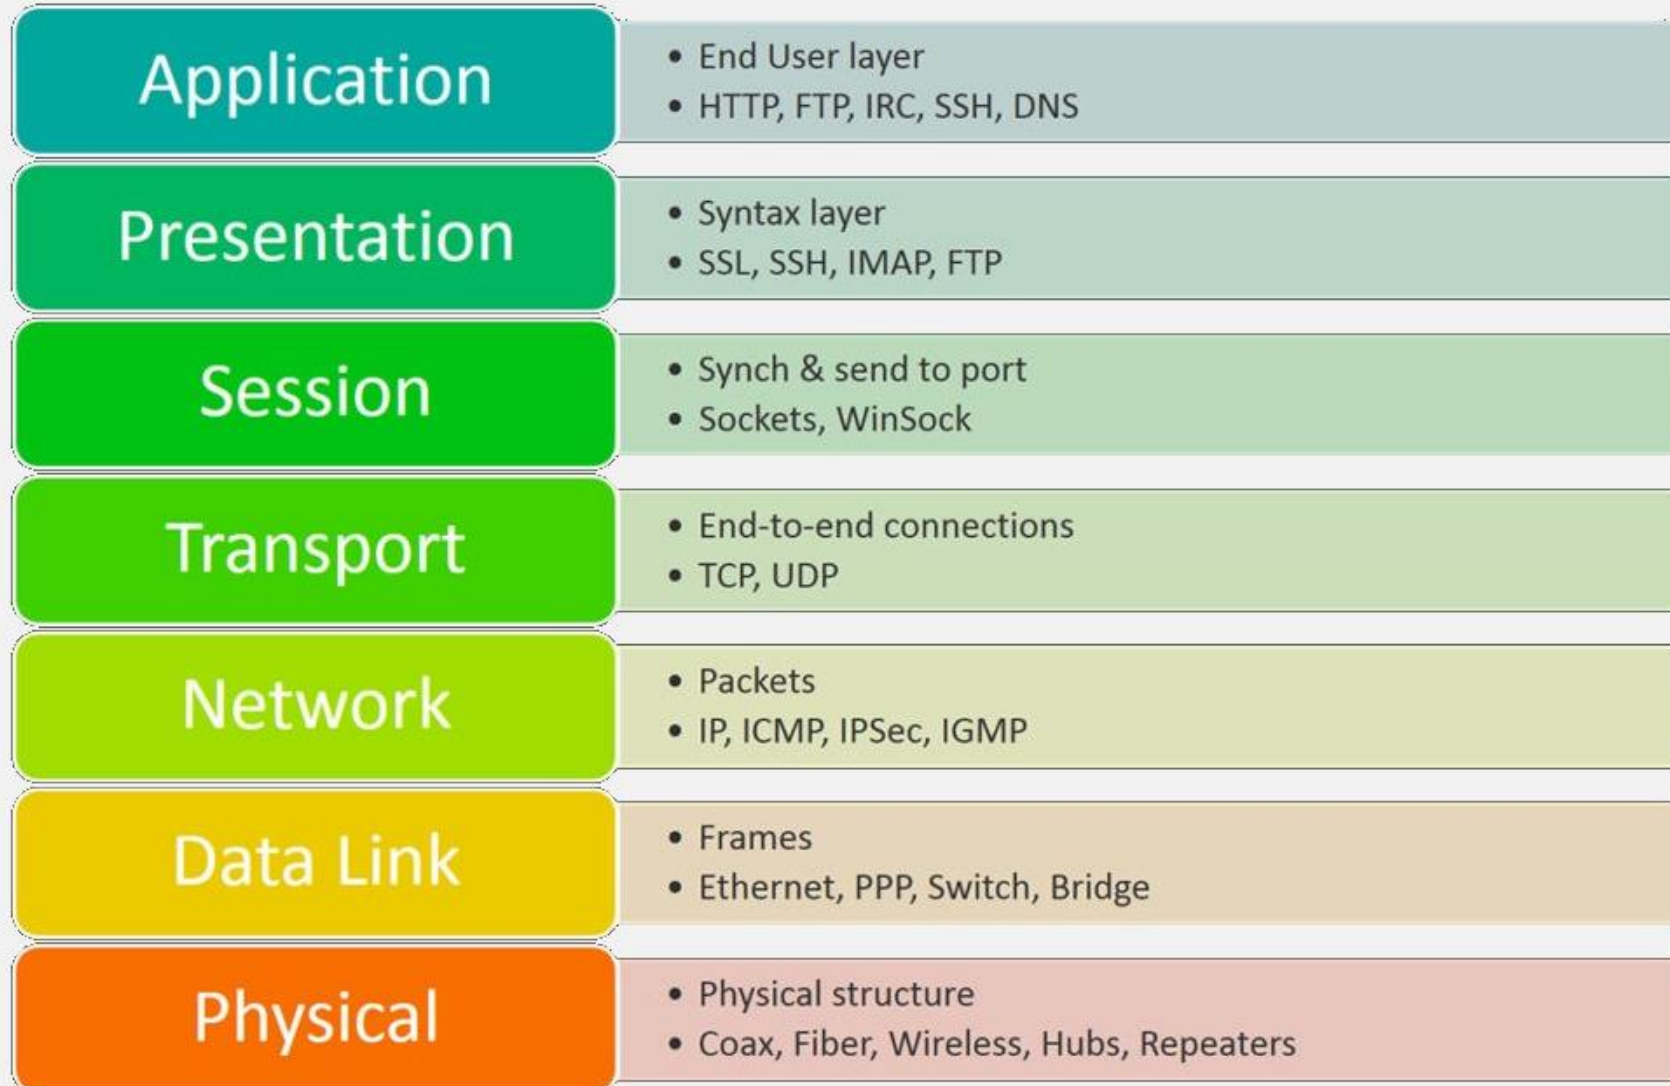 Application
• End User layer
• HTTP, FTP, IRC, SSH, DNS
Presentation
• Syntax layer
• SSL, SSH, IMAP, FTP
Session
• Synch & send to port
• Sockets, WinSock
Transport
• End-to-end connections
• TCP, UDP
Network
• Packets
• IP, ICMP, IPSec, IGMP
Data Link
• Frames
• Ethernet, PPP, Switch, Bridge
Physical
• Physical structure
• Coax, Fiber, Wireless, Hubs, Repeaters